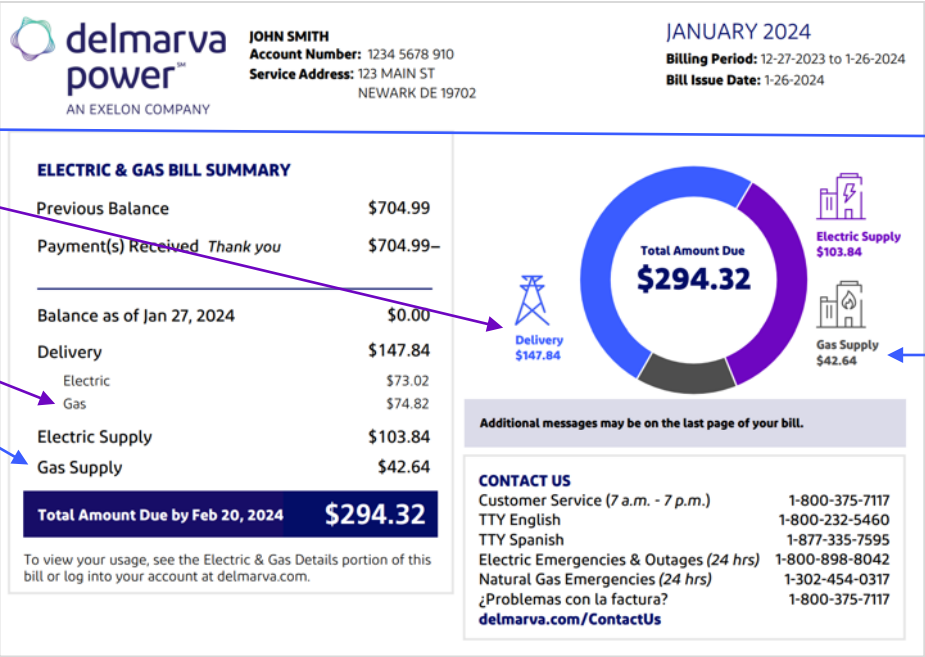 delmarva
power℠
AN EXELON COMPANY
JOHN SMITH
Account Number: 1234 5678 910
Service Address: 123 MAIN ST
NEWARK DE 19702
JANUARY 2024
Billing Period: 12-27-2023 to 1-26-2024
Bill Issue Date: 1-26-2024
ELECTRIC & GAS BILL SUMMARY
Previous Balance $704.99
Payment(s) Received Thank you $704.99–
Balance as of Jan 27, 2024 $0.00
Delivery $147.84
Electric $73.02
Gas $74.82
Electric Supply $103.84
Gas Supply $42.64
Total Amount Due by Feb 20, 2024 $294.32
To view your usage, see the Electric & Gas Details portion of this
bill or log into your account at delmarva.com.
Total Amount Due
$294.32
Delivery
$147.84
Electric Supply
$103.84
Gas Supply
$42.64
Additional messages may be on the last page of your bill.
CONTACT US
Customer Service (7 a.m. - 7 p.m.) 1-800-375-7117
TTY English 1-800-232-5460
TTY Spanish 1-877-335-7595
Electric Emergencies & Outages (24 hrs) 1-800-898-8042
Natural Gas Emergencies (24 hrs) 1-302-454-0317
¿Problemas con la factura? 1-800-375-7117
delmarva.com/ContactUs